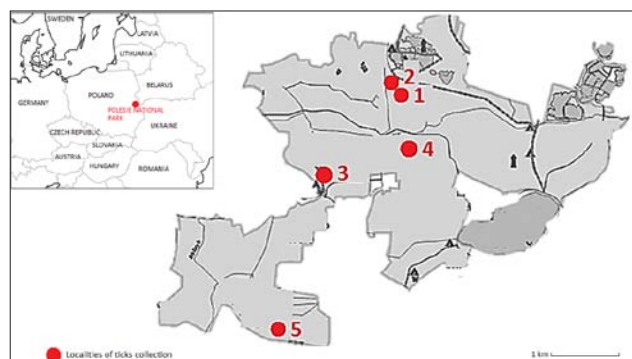 SWEDEN
LATVIA
LITHUANIA
BELARUS
GERMANY
POLAND
POLESIE NATIONAL
PARK
UKRAINE
CZECH REPUBLIC
SLOVAKIA
AUSTRIA
HUNGARY
ROMANIA
2
1
4
3
5
Localities of ticks collection
1 km